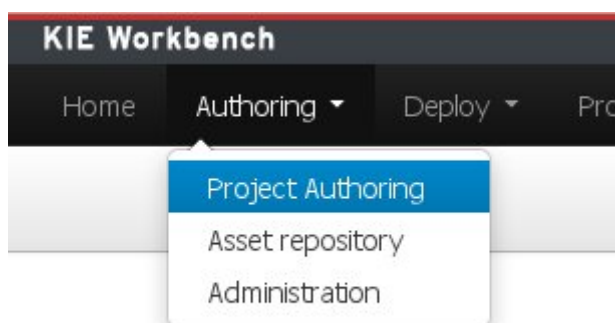 KIE Workbench
Home Authoring Deploy
Project Authoring
Asset repository
Administration